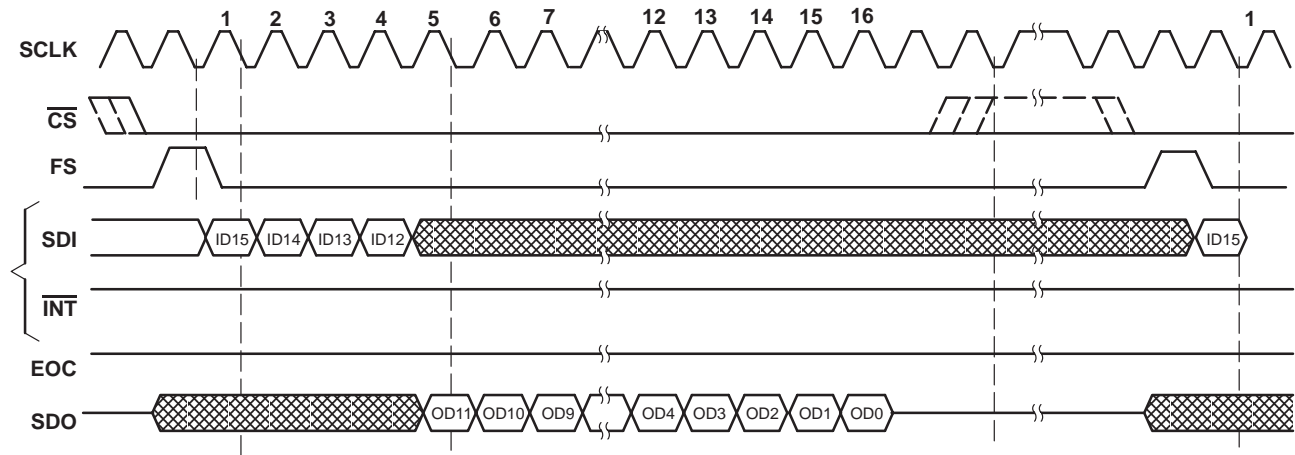 1 2 3 4 5 6 7 12 13 14 15 16 1
SCLK
CS
FS
SDI ID15 ID14 ID13 ID12 ID15
INT
EOC
SDO OD11 OD10 OD9 OD4 OD3 OD2 OD1 OD0